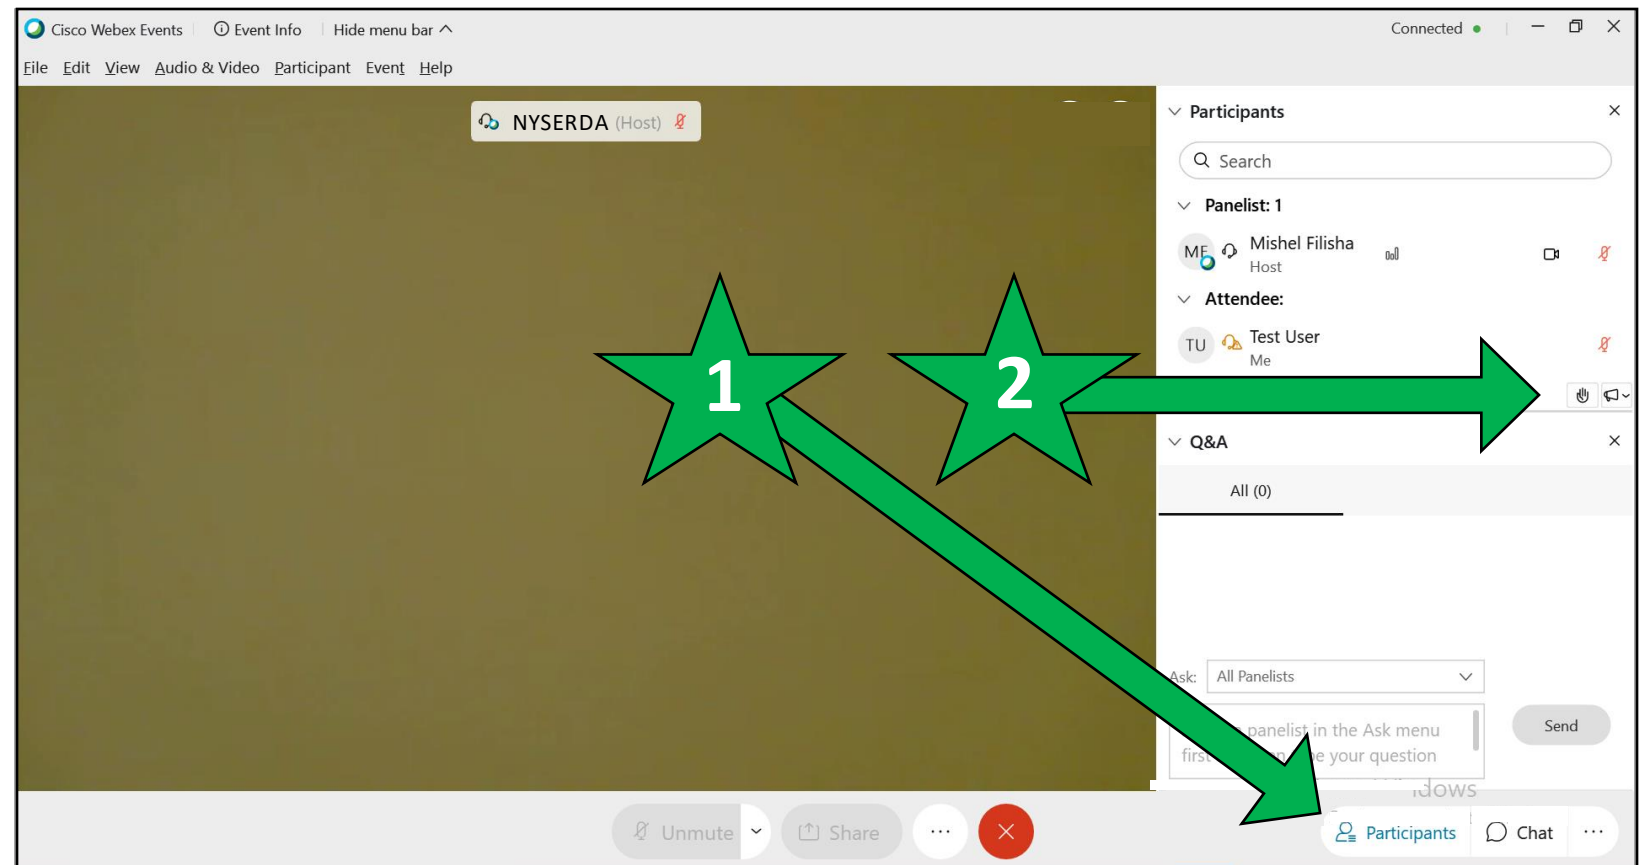 Cisco Webex Events Event Info Hide menu bar Connected
File Edit View Audio & Video Participant Event Help
NYSERDA (Host)
Participants
Search
Panelist: 1
MF Mishel Filisha
Host
Attendee:
TU Test User
Me
1
2
Q&A
All (0)
Ask: All Panelists
panelist in the Ask menu
first your question
Send
Unmute Share
Participants Chat